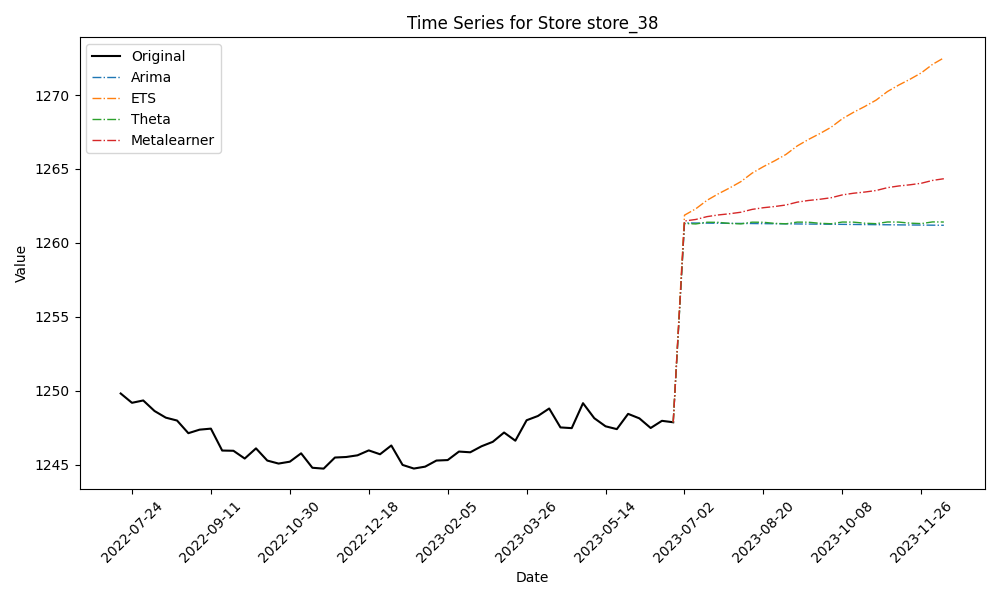 Time Series for Store store_38
Original
Arima
ETS
Theta
Metalearner
Value
1270
1265
1260
1255
1250
1245
2022-07-24
2022-09-11
2022-10-30
2022-12-18
2023-02-05
2023-03-26
2023-05-14
2023-07-02
2023-08-20
2023-10-08
2023-11-26
Date